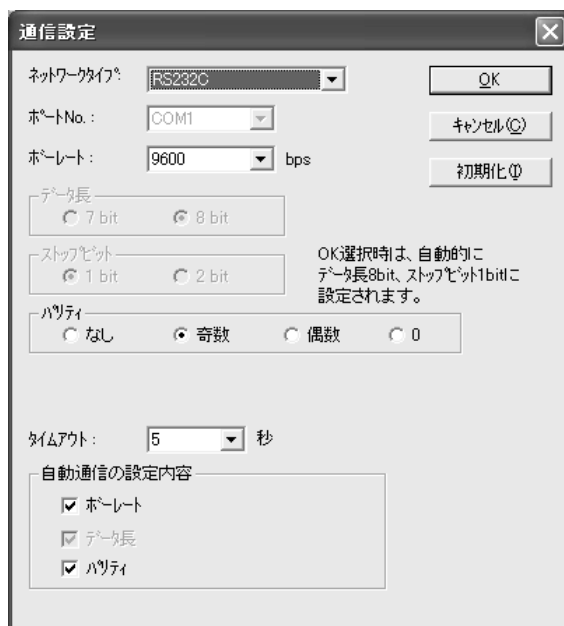 通信設定
ネットワークタイプ: RS232C
OK
ポートNo.: COM1
キャンセル(C)
ボーレート: 9600 bps
初期化(I)
データ長
7 bit 8 bit
ストップビット
1 bit 2 bit
OK選択時は、自動的に
データ長8bit、ストップビット1bitに
設定されます。
パリティ
なし 奇数 偶数 0
タイムアウト: 5 秒
自動通信の設定内容
ボーレート
データ長
パリティ